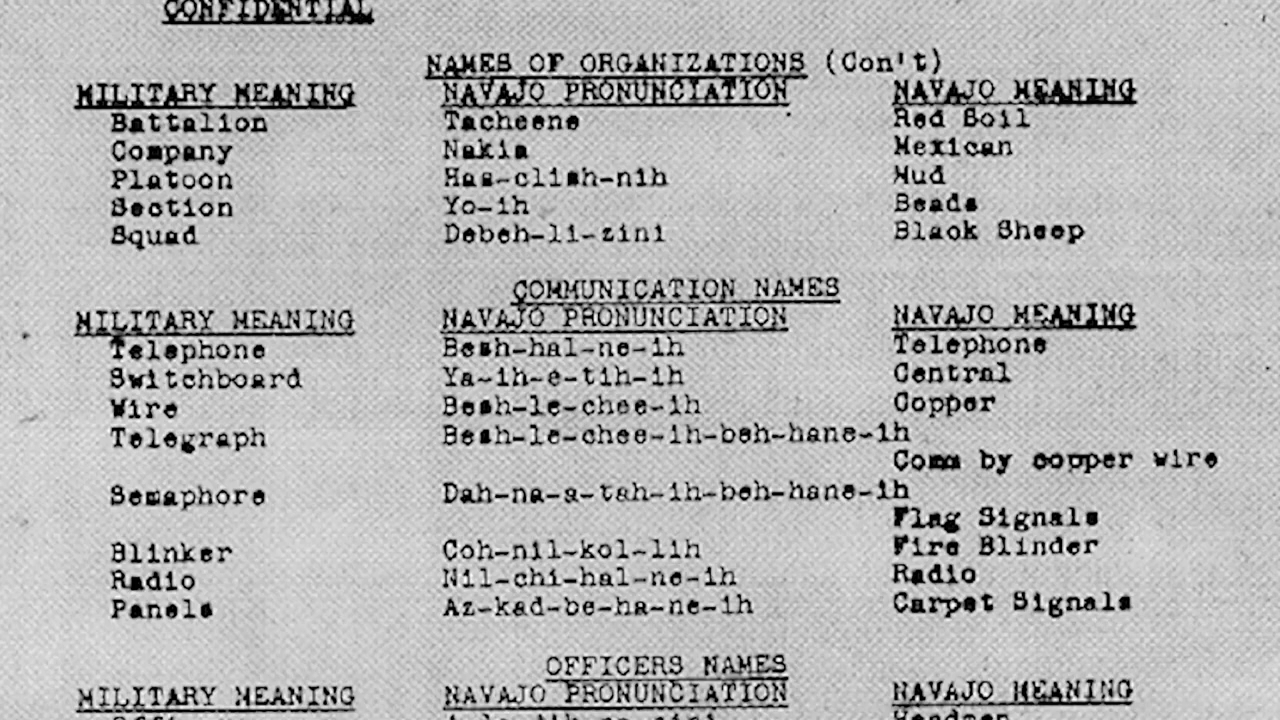 CONFIDENTIAL
NAMES OF ORGANIZATIONS (Con't)
MILITARY MEANING NAVAJO PRONUNCIATION NAVAJO MEANING
Battalion Tacheene Red Soil
Company Nakia Mexican
Platoon Has-clish-nih Mud
Section Yo-ih Beads
Squad Debeh-li-zini Black Sheep
COMMUNICATION NAMES
MILITARY MEANING NAVAJO PRONUNCIATION NAVAJO MEANING
Telephone Besh-hal-ne-ih Telephone
Switchboard Ya-ih-e-tih-ih Central
Wire Besh-le-chee-ih Copper
Telegraph Besh-le-chee-ih-beh-hane-ih
Comm by copper wire
Semaphore Dah-na-a-tah-ih-beh-hane-ih
Flag Signals
Blinker Coh-nil-kol-lih Fire Blinder
Radio Nil-chi-hal-ne-ih Radio
Panels Az-kad-be-ha-ne-ih Carpet Signals
OFFICERS NAMES
MILITARY MEANING NAVAJO PRONUNCIATION NAVAJO MEANING